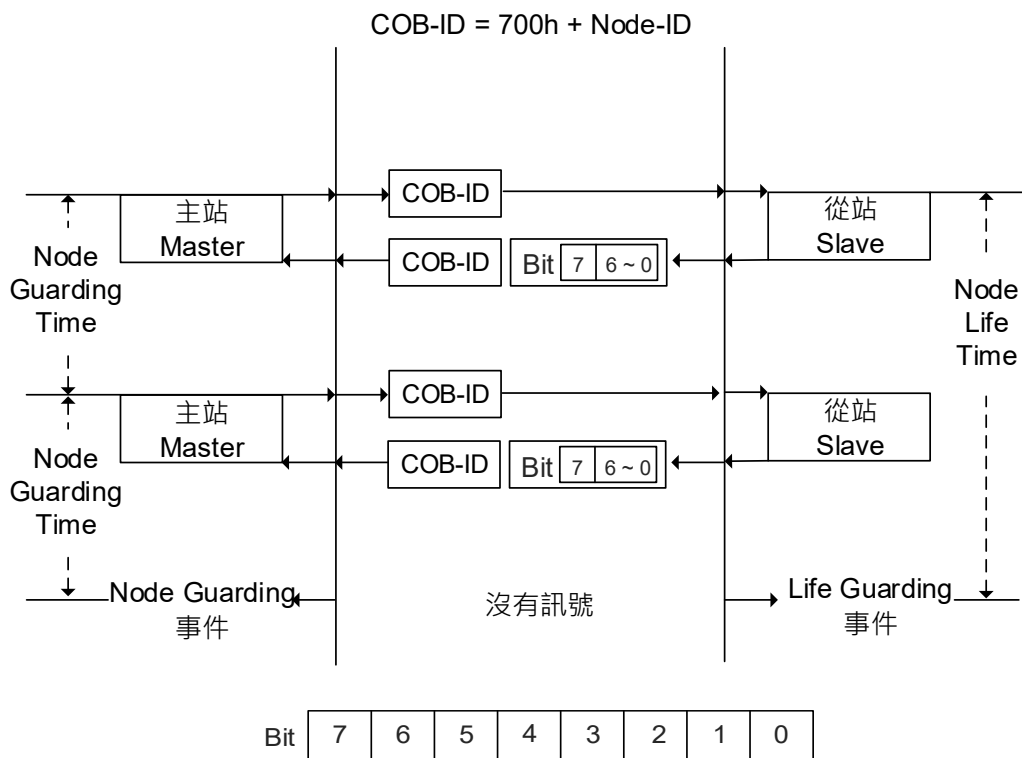 COB-ID = 700h + Node-ID
COB-ID
主站
Master
從站
Slave
COB-ID
Bit 7 6 ~ 0
Node
Guarding
Time
Node
Life
Time
COB-ID
主站
Master
從站
Slave
COB-ID
Bit 7 6 ~ 0
Node
Guarding
Time
Node Guarding
事件
沒有訊號
Life Guarding
事件
Bit 7 6 5 4 3 2 1 0